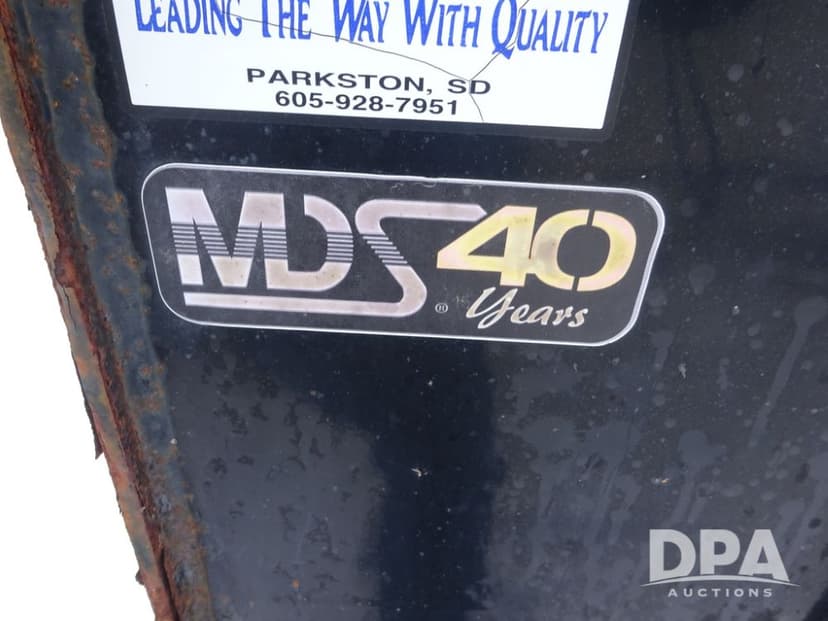 LEADING THE WAY WITH QUALITY
PARKSTON, SD
605-928-7951
MDS 40
® Years
DPA
AUCTIONS